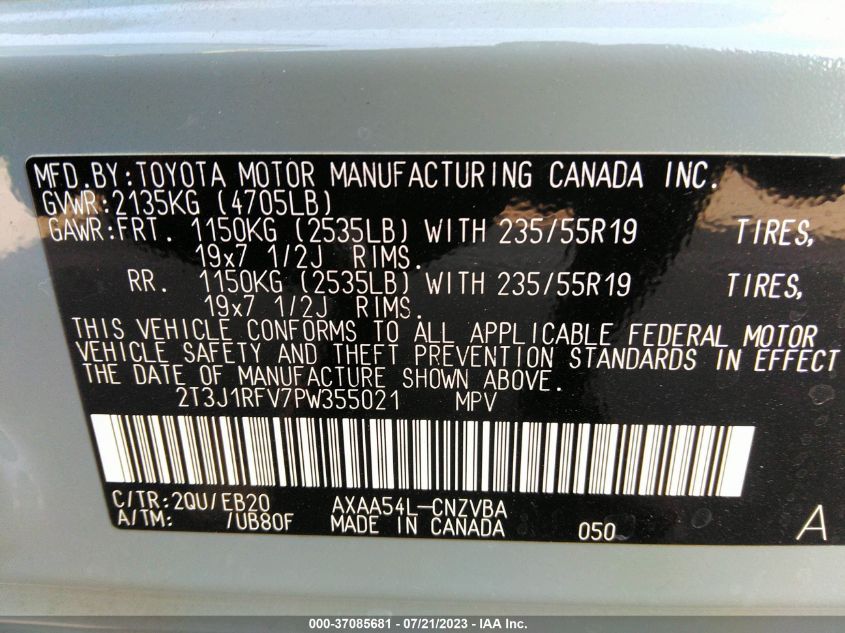 MFD.BY:TOYOTA MOTOR MANUFACTURING CANADA INC.
GVWR:2135KG (4705LB)
GAWR:FRT. 1150KG (2535LB) WITH 235/55R19 TIRES,
19x7 1/2J RIMS.
RR. 1150KG (2535LB) WITH 235/55R19 TIRES,
19x7 1/2J RIMS.
THIS VEHICLE CONFORMS TO ALL APPLICABLE FEDERAL MOTOR
VEHICLE SAFETY AND THEFT PREVENTION STANDARDS IN EFFECT
THE DATE OF MANUFACTURE SHOWN ABOVE.
2T3J1RFV7PW355021 MPV
C/TR:2QU/EB20 AXAA54L-CNZVBA
A/TM: /UB80F MADE IN CANADA 050 A
000-37085681 - 07/21/2023 - IAA Inc.